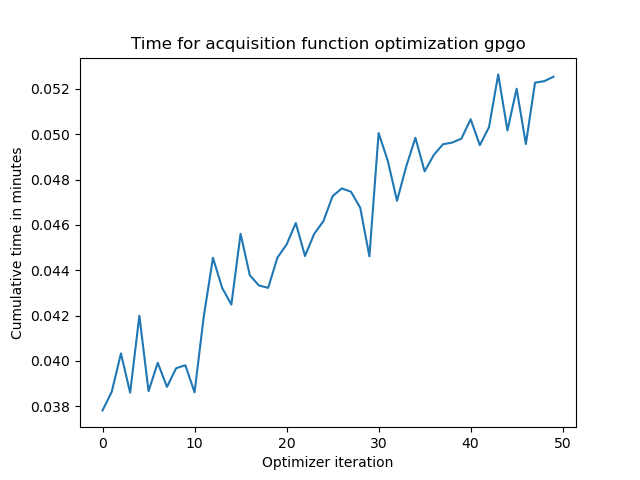 Time for acquisition function optimization gpgo
0.052
0.050
0.048
0.046
0.044
0.042
0.040
0.038
Cumulative time in minutes
0 10 20 30 40 50
Optimizer iteration